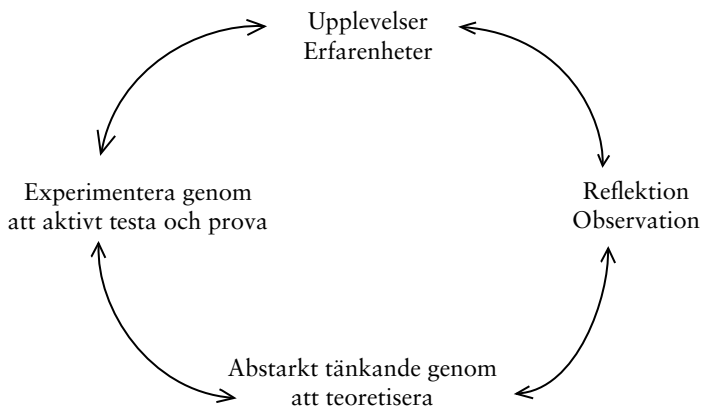 Upplevelser
Erfarenheter
Experimentera genom
att aktivt testa och prova
Reflektion
Observation
Abstarkt tänkande genom
att teoretisera